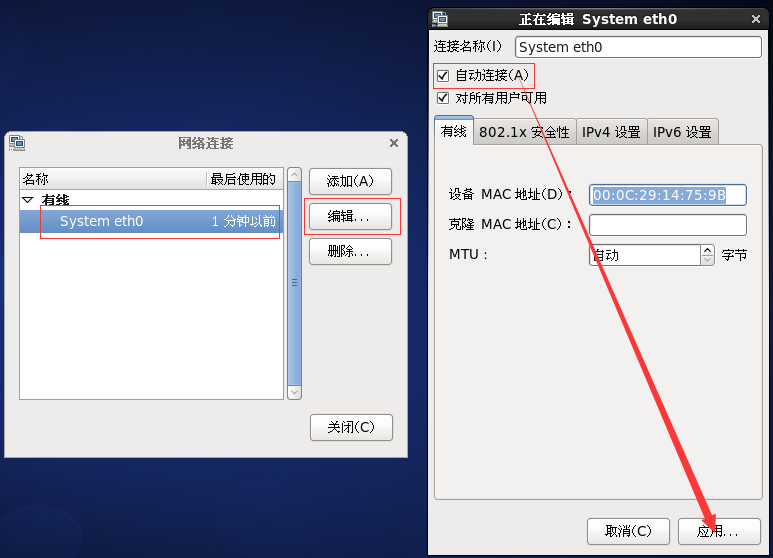 网络连接
名称 最后使用的
有线
System eth0 1 分钟以前
添加(A)
编辑...
删除...
关闭(C)
正在编辑 System eth0
连接名称(I) System eth0
自动连接(A)
对所有用户可用
有线 802.1x 安全性 IPv4 设置 IPv6 设置
设备 MAC 地址(D)： 00:0C:29:14:75:9B
克隆 MAC 地址(C)：
MTU： 自动 字节
取消(C) 应用...